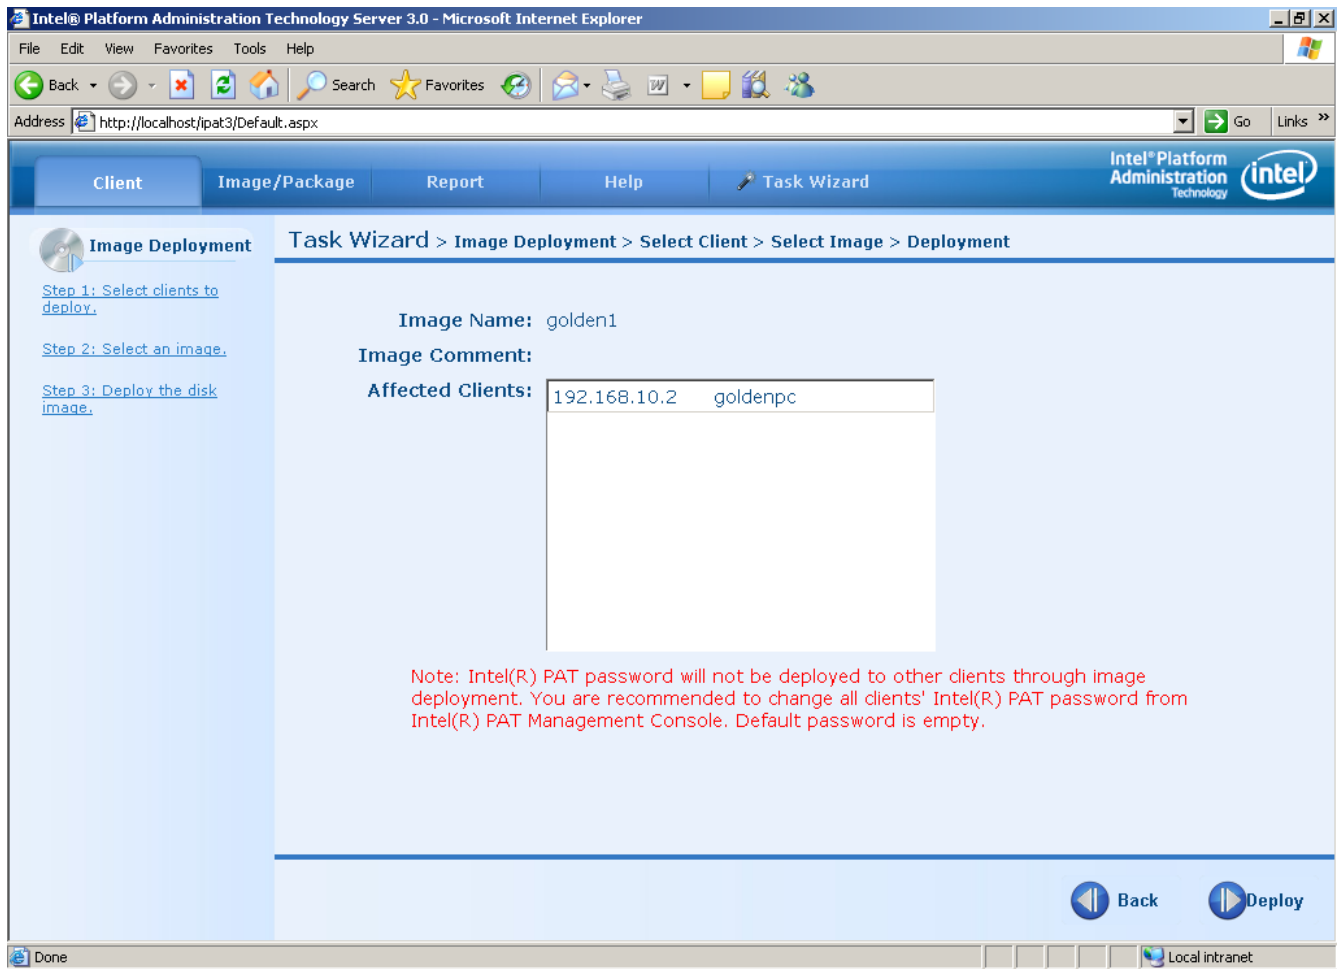 Intel® Platform Administration Technology Server 3.0 - Microsoft Internet Explorer
File Edit View Favorites Tools Help
Back Search Favorites
Address http://localhost/ipat3/Default.aspx Go Links »
Client Image/Package Report Help Task Wizard
Intel® Platform
Administration
Technology
intel
Image Deployment
Step 1: Select clients to
deploy.
Step 2: Select an image.
Step 3: Deploy the disk
image.
Task Wizard > Image Deployment > Select Client > Select Image > Deployment
Image Name: golden1
Image Comment:
Affected Clients: 192.168.10.2 goldenpc
Note: Intel(R) PAT password will not be deployed to other clients through image
deployment. You are recommended to change all clients' Intel(R) PAT password from
Intel(R) PAT Management Console. Default password is empty.
Back Deploy
Done Local intranet